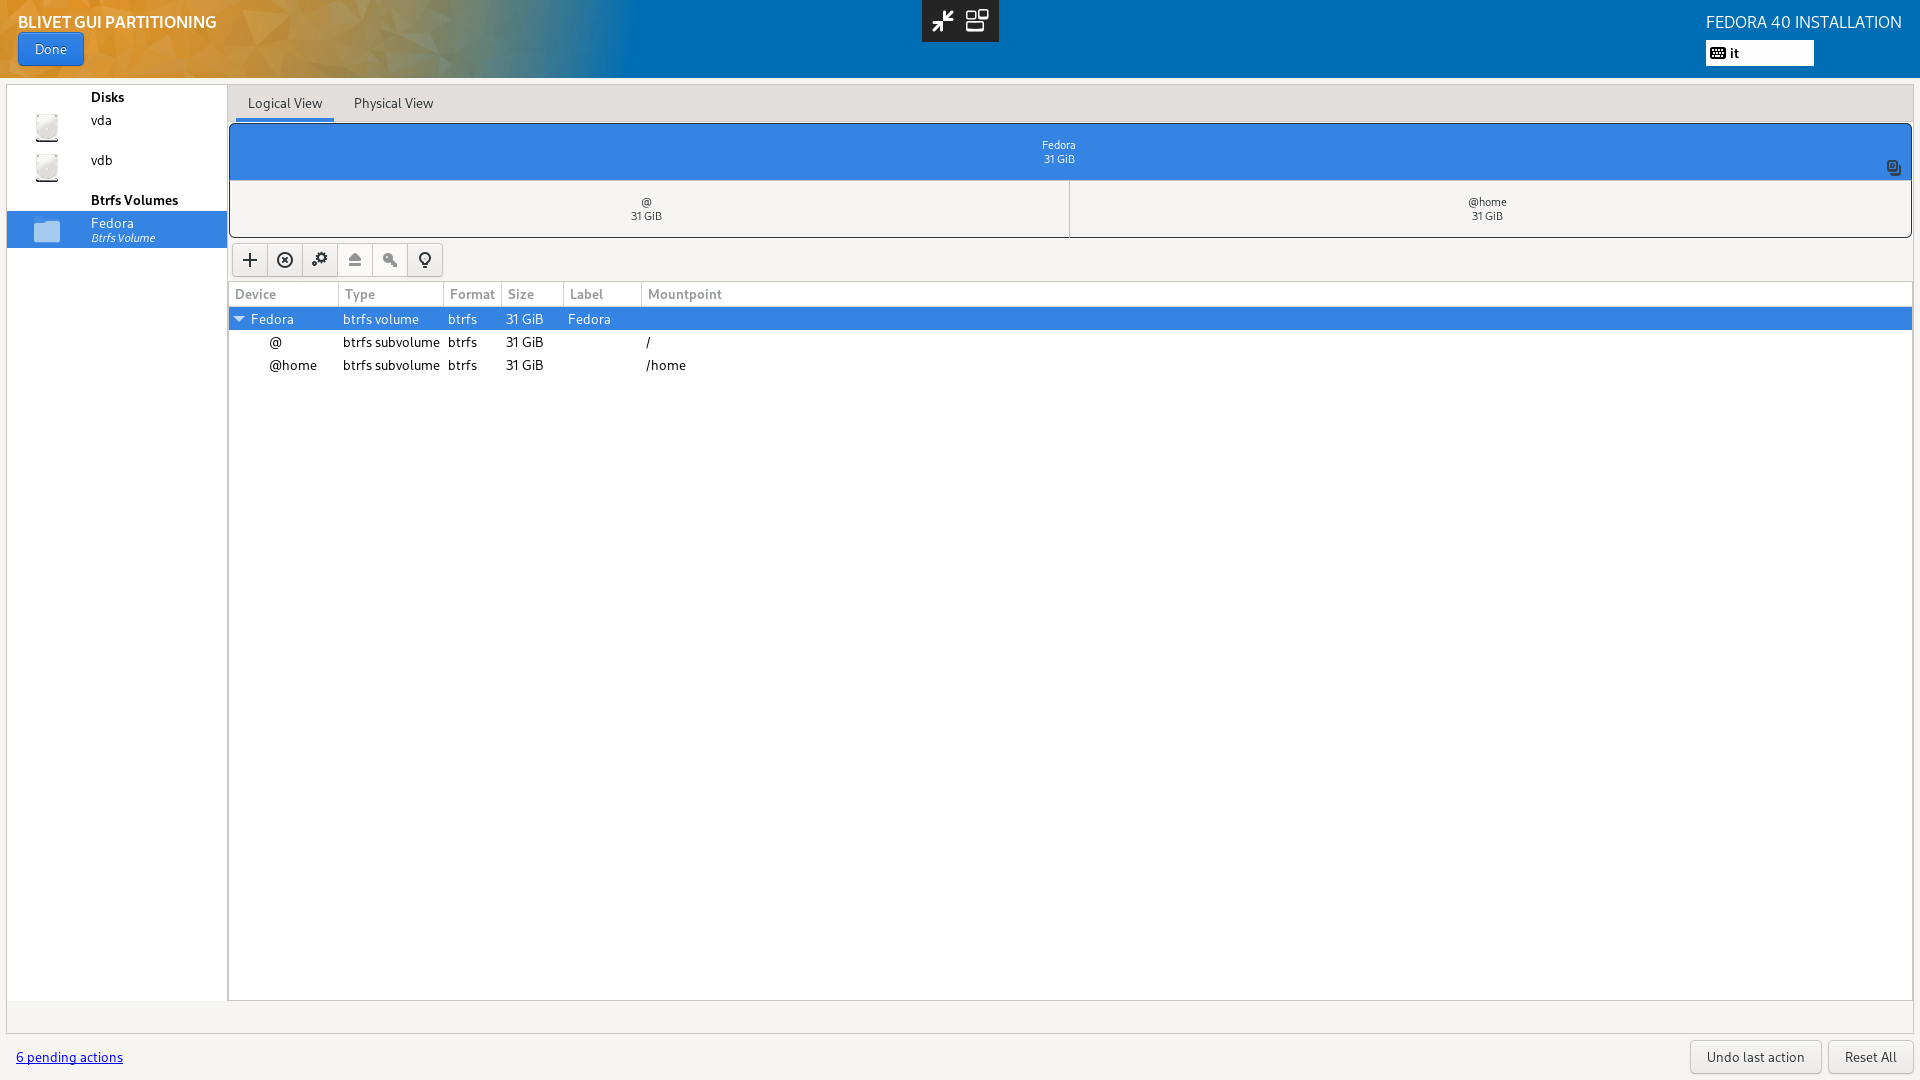 BLIVET GUI PARTITIONING
Done
FEDORA 40 INSTALLATION
it
Disks
vda
vdb
Btrfs Volumes
Fedora
Btrfs Volume
Logical View Physical View
Fedora
31 GiB
@
31 GiB
@home
31 GiB
Device Type Format Size Label Mountpoint
Fedora btrfs volume btrfs 31 GiB Fedora
@ btrfs subvolume btrfs 31 GiB /
@home btrfs subvolume btrfs 31 GiB /home
6 pending actions
Undo last action
Reset All